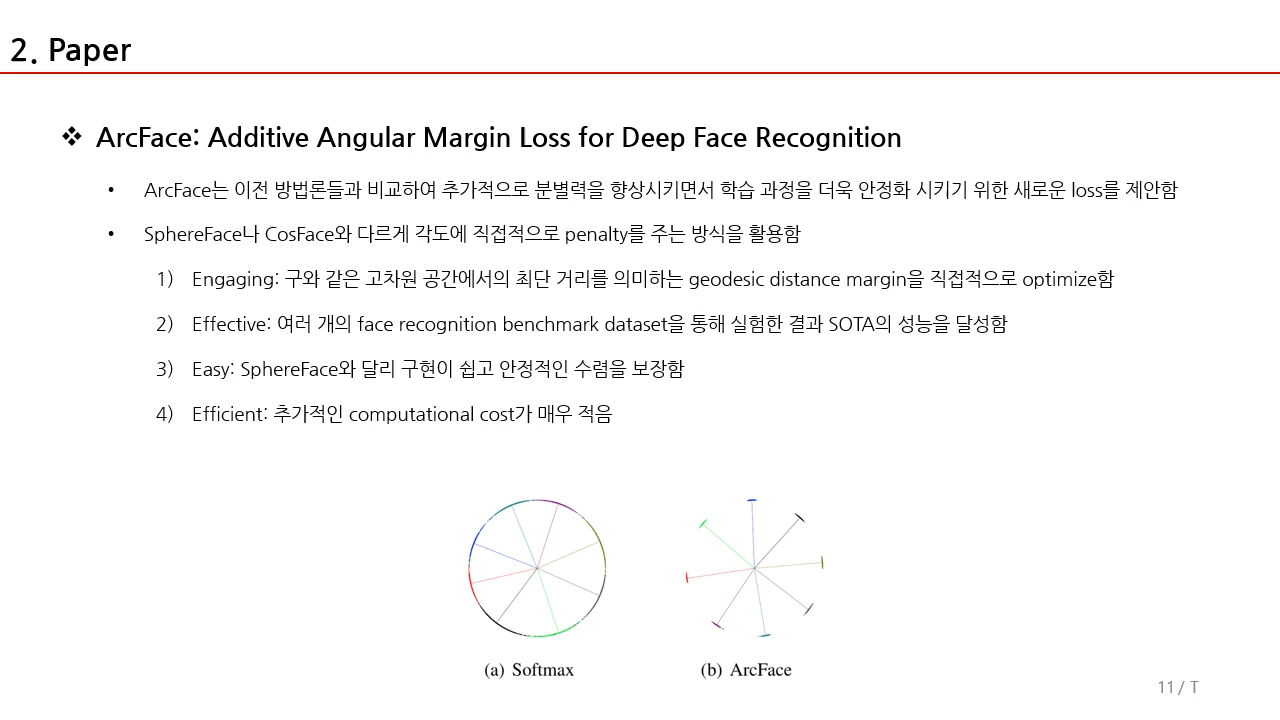 2. Paper
❖ ArcFace: Additive Angular Margin Loss for Deep Face Recognition
• ArcFace는 이전 방법론들과 비교하여 추가적으로 분별력을 향상시키면서 학습 과정을 더욱 안정화 시키기 위한 새로운 loss를 제안함
• SphereFace나 CosFace와 다르게 각도에 직접적으로 penalty를 주는 방식을 활용함
1) Engaging: 구와 같은 고차원 공간에서의 최단 거리를 의미하는 geodesic distance margin을 직접적으로 optimize함
2) Effective: 여러 개의 face recognition benchmark dataset을 통해 실험한 결과 SOTA의 성능을 달성함
3) Easy: SphereFace와 달리 구현이 쉽고 안정적인 수렴을 보장함
4) Efficient: 추가적인 computational cost가 매우 적음
(a) Softmax
(b) ArcFace
11 / T